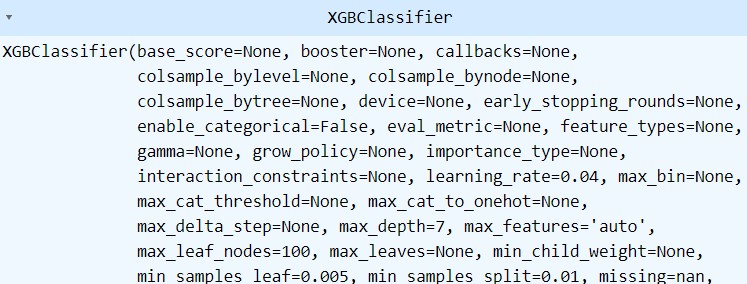 XGBClassifier
XGBClassifier(base_score=None, booster=None, callbacks=None,
colsample_bylevel=None, colsample_bynode=None,
colsample_bytree=None, device=None, early_stopping_rounds=None,
enable_categorical=False, eval_metric=None, feature_types=None,
gamma=None, grow_policy=None, importance_type=None,
interaction_constraints=None, learning_rate=0.04, max_bin=None,
max_cat_threshold=None, max_cat_to_onehot=None,
max_delta_step=None, max_depth=7, max_features='auto',
max_leaf_nodes=100, max_leaves=None, min_child_weight=None,
min_samples_leaf=0.005, min_samples_split=0.01, missing=nan,